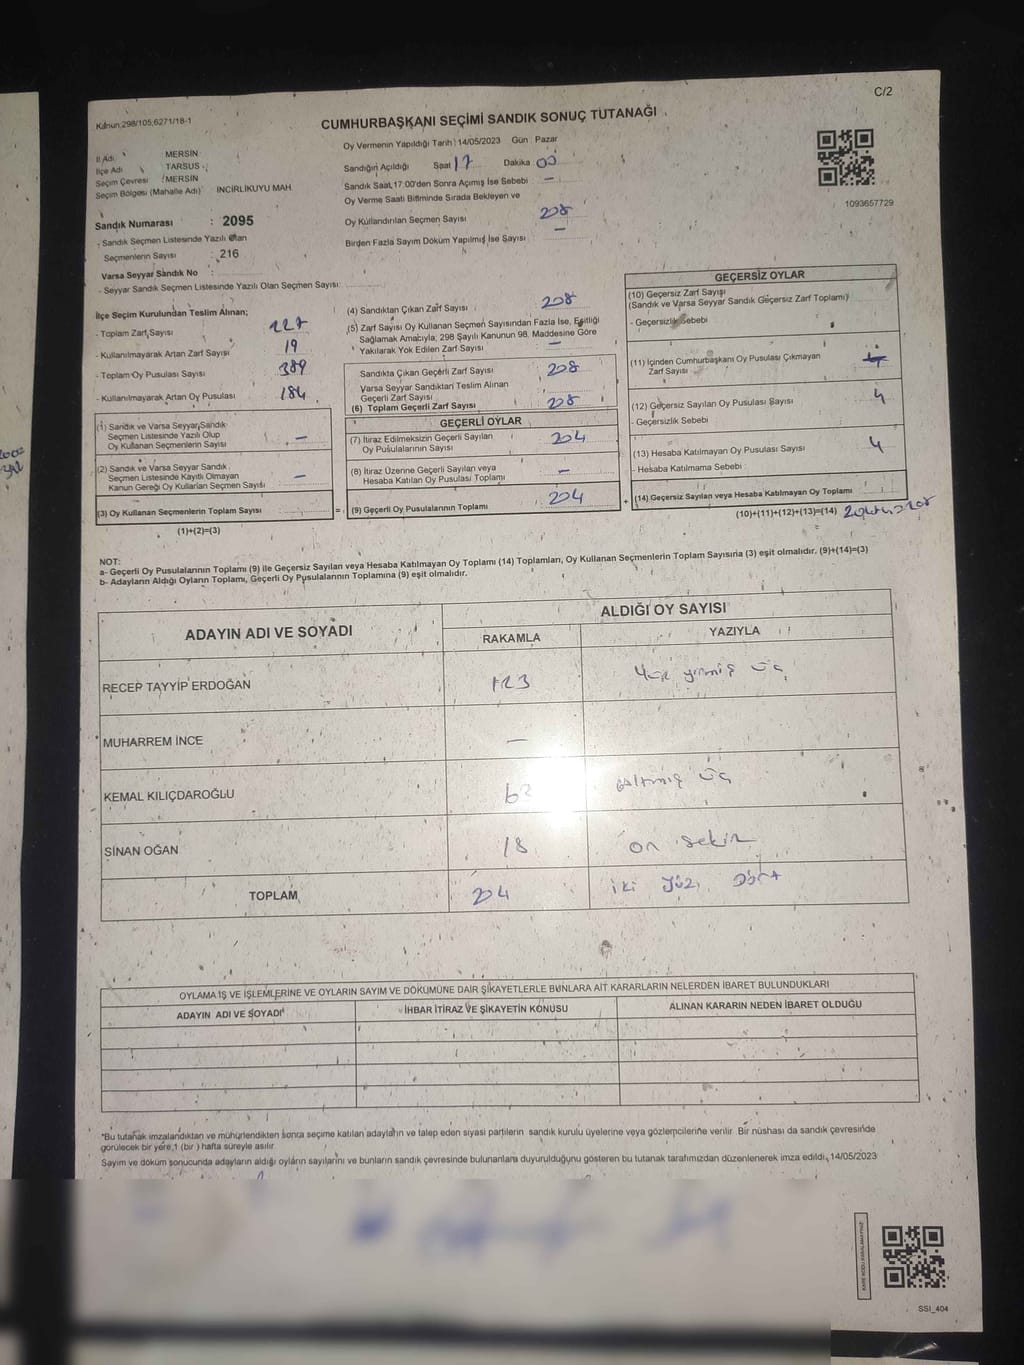 C/2
Kanun:298/105;6271/18-1
CUMHURBAŞKANI SEÇİMİ SANDIK SONUÇ TUTANAĞI
İl Adı : MERSİN
İlçe Adı : TARSUS
Seçim Çevresi : MERSİN
Seçim Bölgesi (Mahalle Adı) İNCİRLİKUYU MAH.
Sandık Numarası : 2095
- Sandık Seçmen Listesinde Yazılı Olan
Seçmenlerin Sayısı : 216
Varsa Seyyar Sandık No :
- Seyyar Sandık Seçmen Listesinde Yazılı Olan Seçmen Sayısı:
Oy Vermenin Yapıldığı Tarih : 14/05/2023 Gün : Pazar
Sandığın Açıldığı Saat 17 Dakika 00
Sandık Saat 17:00'den Sonra Açılmış İse Sebebi —
Oy Verme Saati Bitiminde Sırada Bekleyen ve
Oy Kullandırılan Seçmen Sayısı 208
Birden Fazla Sayım Döküm Yapılmış İse Sayısı —
1093657729
İlçe Seçim Kurulundan Teslim Alınan;
- Toplam Zarf Sayısı 227
- Kullanılmayarak Artan Zarf Sayısı 19
- Toplam Oy Pusulası Sayısı 389
- Kullanılmayarak Artan Oy Pusulası 184
(1) Sandık ve Varsa Seyyar Sandık
Seçmen Listesinde Yazılı Olup
Oy Kullanan Seçmenlerin Sayısı —
(2) Sandık ve Varsa Seyyar Sandık
Seçmen Listesinde Kayıtlı Olmayan
Kanun Gereği Oy Kullanan Seçmen Sayısı —
(3) Oy Kullanan Seçmenlerin Toplam Sayısı
(1)+(2)=(3)
(4) Sandıktan Çıkan Zarf Sayısı 208
(5) Zarf Sayısı Oy Kullanan Seçmen Sayısından Fazla İse, Eşitliği
Sağlamak Amacıyla; 298 Sayılı Kanunun 98. Maddesine Göre
Yakılarak Yok Edilen Zarf Sayısı —
Sandıkta Çıkan Geçerli Zarf Sayısı 208
Varsa Seyyar Sandıktan Teslim Alınan
Geçerli Zarf Sayısı
(6) Toplam Geçerli Zarf Sayısı 208
GEÇERLİ OYLAR
(7) İtiraz Edilmeksizin Geçerli Sayılan
Oy Pusulalarının Sayısı 204
(8) İtiraz Üzerine Geçerli Sayılan veya
Hesaba Katılan Oy Pusulası Toplamı —
= (9) Geçerli Oy Pusulalarının Toplamı 204 +
GEÇERSİZ OYLAR
(10) Geçersiz Zarf Sayısı
(Sandık ve Varsa Seyyar Sandık Geçersiz Zarf Toplamı)
- Geçersizlik Sebebi
(11) İçinden Cumhurbaşkanı Oy Pusulası Çıkmayan
Zarf Sayısı
(12) Geçersiz Sayılan Oy Pusulası Sayısı 4
- Geçersizlik Sebebi
(13) Hesaba Katılmayan Oy Pusulası Sayısı 4
- Hesaba Katılmama Sebebi
(14) Geçersiz Sayılan veya Hesaba Katılmayan Oy Toplamı
(10)+(11)+(12)+(13)=(14)
NOT:
a- Geçerli Oy Pusulalarının Toplamı (9) ile Geçersiz Sayılan veya Hesaba Katılmayan Oy Toplamı (14) Toplamları, Oy Kullanan Seçmenlerin Toplam Sayısına (3) eşit olmalıdır. (9)+(14)=(3)
b- Adayların Aldığı Oyların Toplamı, Geçerli Oy Pusulalarının Toplamına (9) eşit olmalıdır.
ADAYIN ADI VE SOYADI
ALDIĞI OY SAYISI
RAKAMLA YAZIYLA
RECEP TAYYİP ERDOĞAN 123 yüz yirmi üç
MUHARREM İNCE —
KEMAL KILIÇDAROĞLU 63 altmış üç
SİNAN OĞAN 18 on sekiz
TOPLAM 204 iki yüz dört
OYLAMA İŞ VE İŞLEMLERİNE VE OYLARIN SAYIM VE DÖKÜMÜNE DAİR ŞİKAYETLERLE BUNLARA AİT KARARLARIN NELERDEN İBARET BULUNDUKLARI
ADAYIN ADI VE SOYADI İHBAR İTİRAZ VE ŞİKAYETİN KONUSU ALINAN KARARIN NEDEN İBARET OLDUĞU
*Bu tutanak imzalandıktan ve mühürlendikten sonra seçime katılan adayların ve talep eden siyasi partilerin sandık kurulu üyelerine veya gözlemcilerine verilir. Bir nüshası da sandık çevresinde
görülecek bir yere 1 (bir) hafta süreyle asılır.
Sayım ve döküm sonucunda adayların aldığı oyların sayılarını ve bunların sandık çevresinde bulunanlara duyurulduğunu gösteren bu tutanak tarafımızdan düzenlenerek imza edildi. 14/05/2023
KARE KODU KARALAMAYINIZ
SSI_404